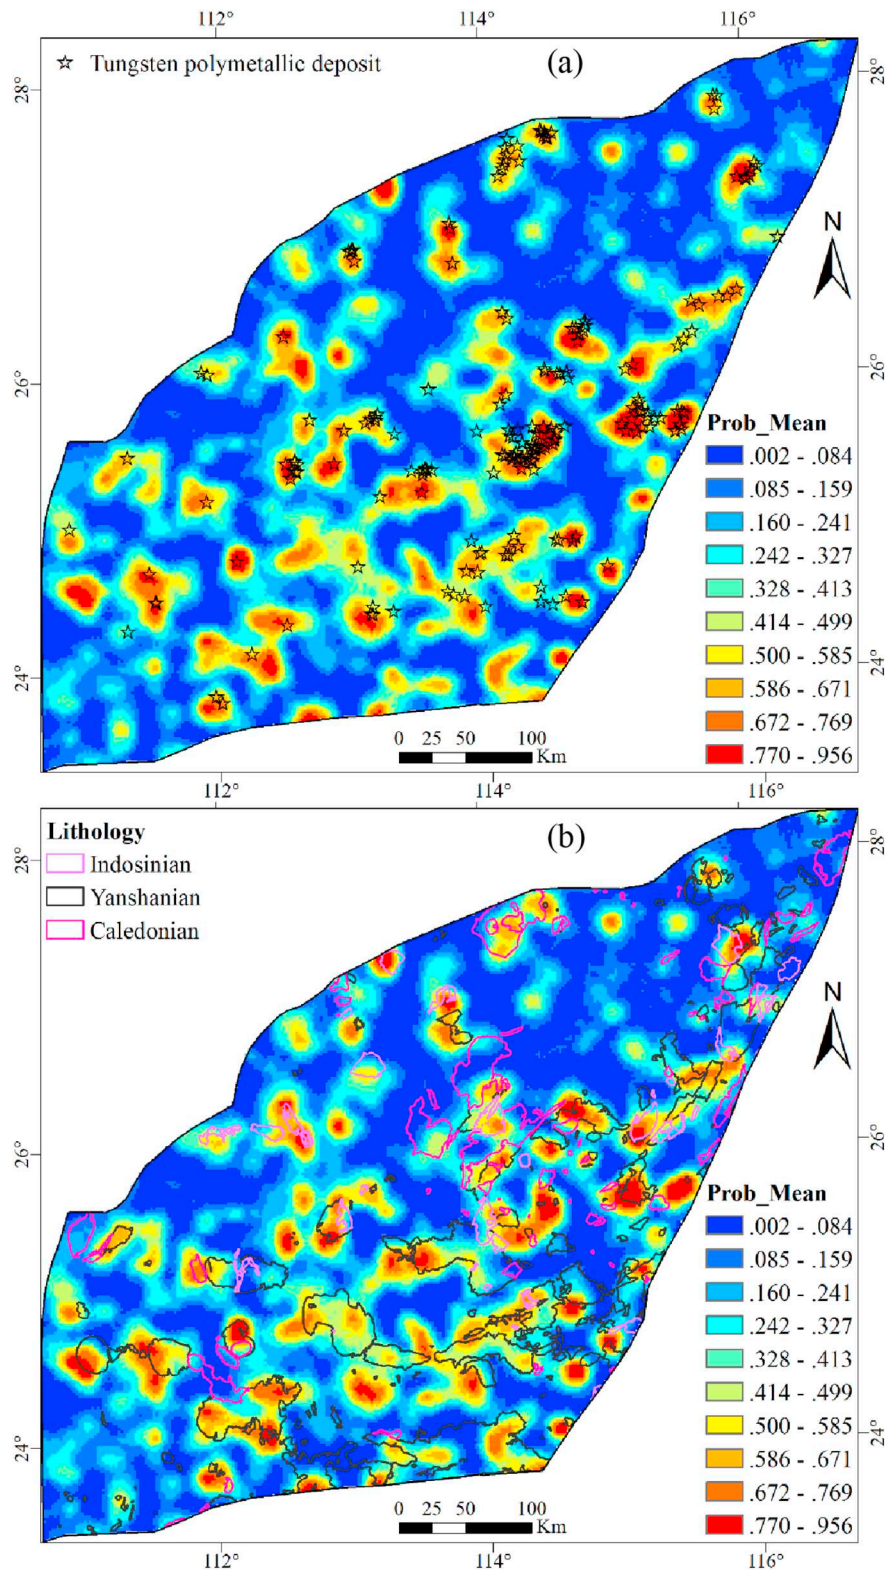 112° 114° 116°
☆ Tungsten polymetallic deposit (a)
28° 28°
N
26° 26°
Prob_Mean
.002 - .084
.085 - .159
.160 - .241
.242 - .327
.328 - .413
.414 - .499
.500 - .585
.586 - .671
.672 - .769
.770 - .956
24° 24°
0 25 50 100
Km
112° 114° 116°
Lithology (b)
Indosinian
Yanshanian
Caledonian
28° 28°
N
26° 26°
Prob_Mean
.002 - .084
.085 - .159
.160 - .241
.242 - .327
.328 - .413
.414 - .499
.500 - .585
.586 - .671
.672 - .769
.770 - .956
24° 24°
0 25 50 100
Km
112° 114° 116°